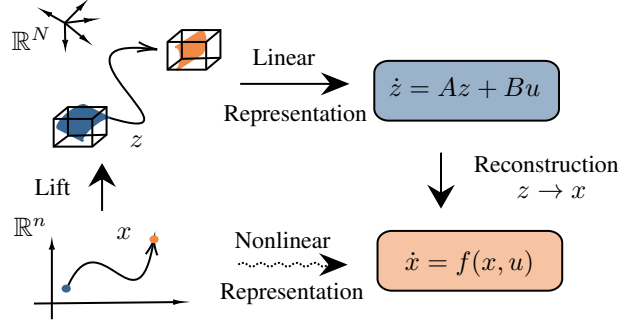 ℝ^N
Linear
Representation
ż = Az + Bu
z
Lift
Reconstruction
z → x
ℝ^n
x
Nonlinear
Representation
ẋ = f(x, u)